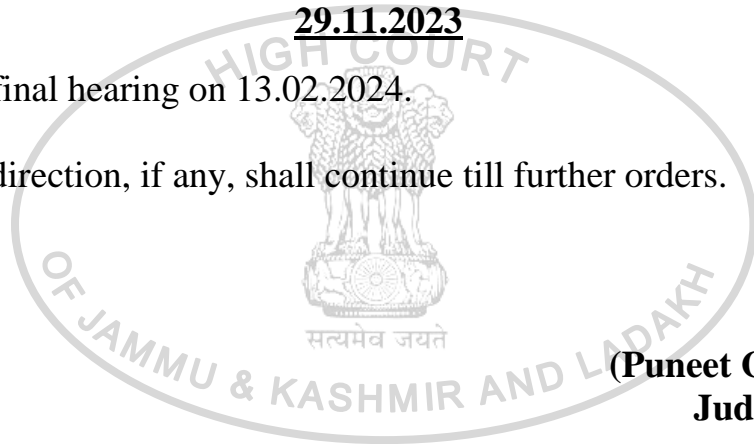 29.11.2023
HIGH COURT
final hearing on 13.02.2024.
direction, if any, shall continue till further orders.
सत्यमेव जयते
OF JAMMU & KASHMIR AND LADAKH
(Puneet